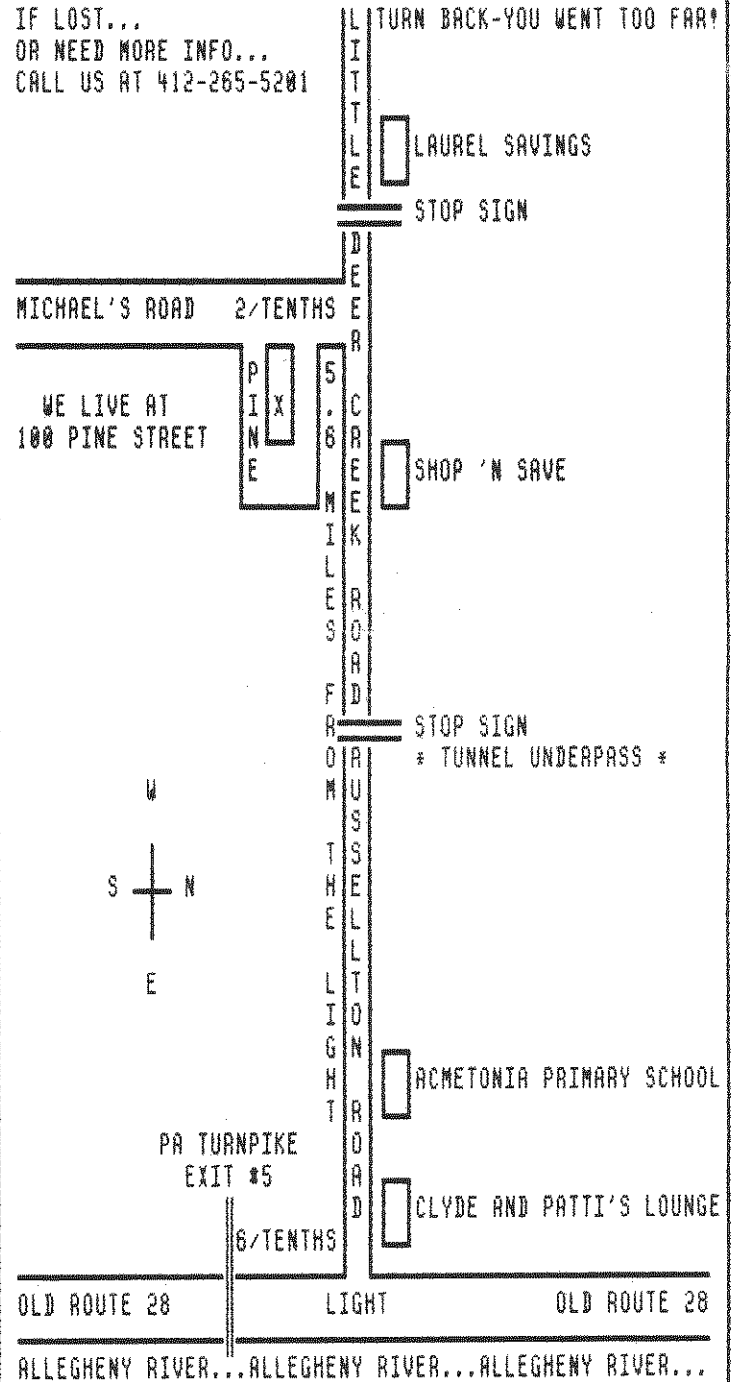 IF LOST...
OR NEED MORE INFO...
CALL US AT 412-265-5201
TURN BACK-YOU WENT TOO FAR!
LAUREL SAVINGS
STOP SIGN
LITTLE DEER CREEK ROAD
MICHAEL'S ROAD 2/TENTHS
PINE
X
WE LIVE AT
100 PINE STREET
5.6 MILES FROM THE LIGHT
SHOP 'N SAVE
STOP SIGN
* TUNNEL UNDERPASS *
RUSSELLTON ROAD
W
S N
E
ACMETONIA PRIMARY SCHOOL
PA TURNPIKE
EXIT #5
CLYDE AND PATTI'S LOUNGE
6/TENTHS
OLD ROUTE 28 LIGHT OLD ROUTE 28
ALLEGHENY RIVER...ALLEGHENY RIVER...ALLEGHENY RIVER...